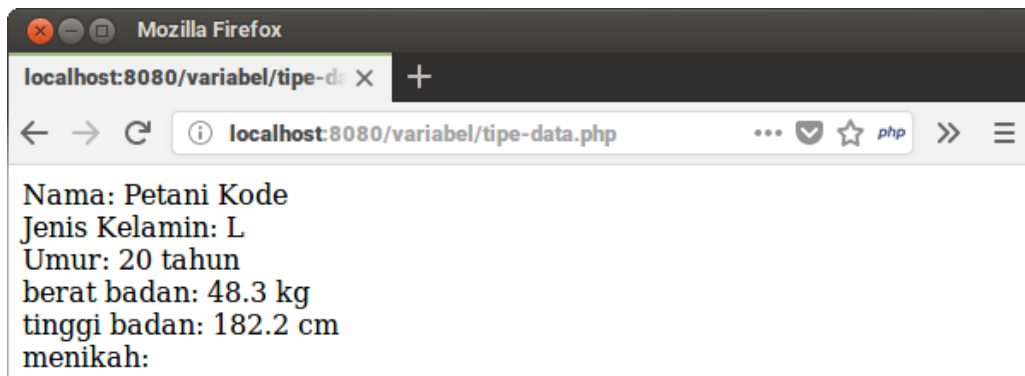 Mozilla Firefox
localhost:8080/variabel/tipe-da
localhost:8080/variabel/tipe-data.php
php
Nama: Petani Kode
Jenis Kelamin: L
Umur: 20 tahun
berat badan: 48.3 kg
tinggi badan: 182.2 cm
menikah: